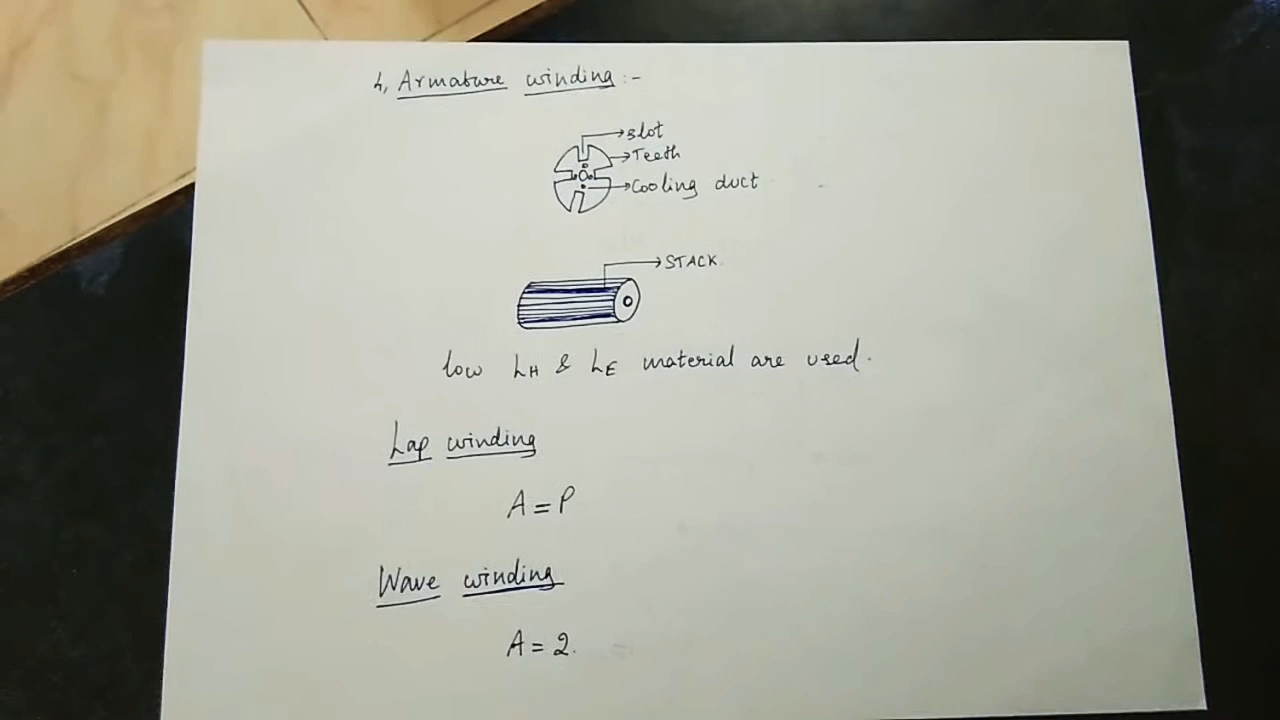 4, Armature winding :-
slot
Teeth
Cooling duct
STACK
low LH & LE material are used.
Lap winding
A = P
Wave winding
A = 2.